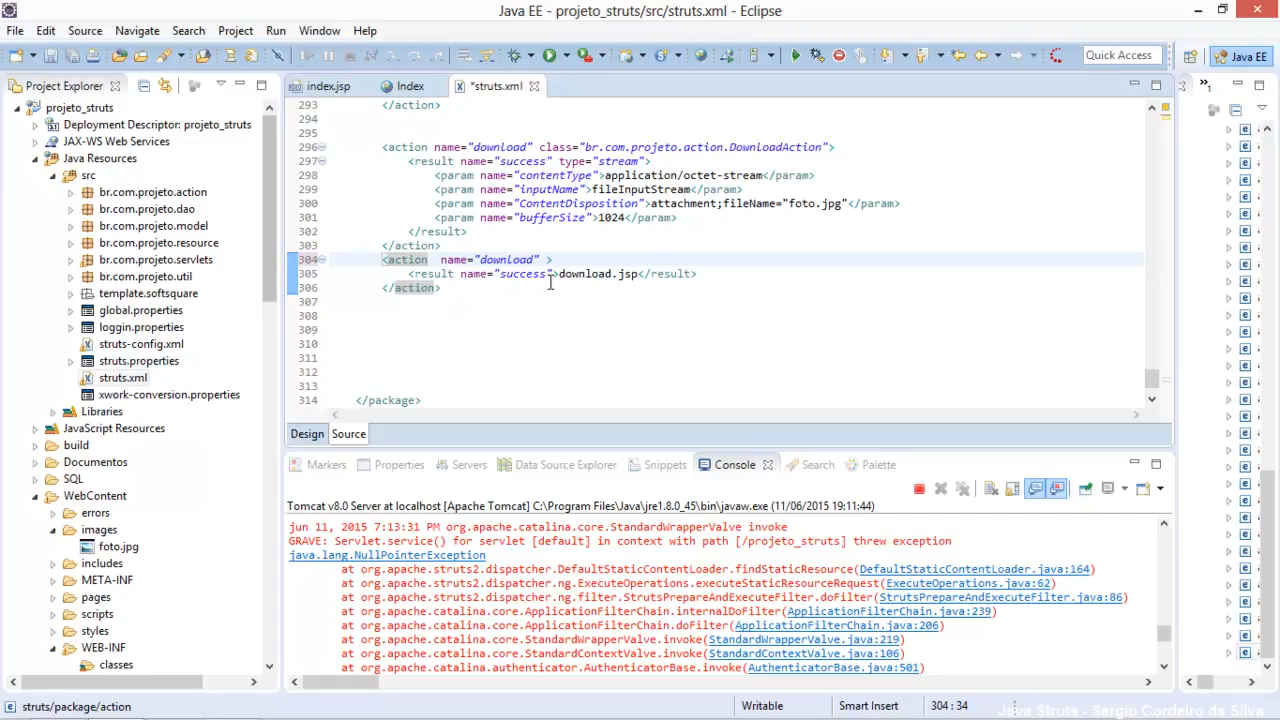 Java EE - projeto_struts/src/struts.xml - Eclipse
File Edit Source Navigate Search Project Run Window Help
Quick Access
Java EE
Project Explorer
projeto_struts
Deployment Descriptor: projeto_struts
JAX-WS Web Services
Java Resources
src
br.com.projeto.action
br.com.projeto.dao
br.com.projeto.model
br.com.projeto.resource
br.com.projeto.servlets
br.com.projeto.util
template.softsquare
global.properties
loggin.properties
struts-config.xml
struts.properties
struts.xml
xwork-conversion.properties
Libraries
JavaScript Resources
build
Documentos
SQL
WebContent
errors
images
foto.jpg
includes
META-INF
pages
scripts
styles
WEB-INF
classes
index.jsp
Index
*struts.xml
293 </action>
294
295
296 <action name="download" class="br.com.projeto.action.DownloadAction">
297 <result name="success" type="stream">
298 <param name="contentType">application/octet-stream</param>
299 <param name="inputName">fileInputStream</param>
300 <param name="ContentDisposition">attachment;fileName="foto.jpg"</param>
301 <param name="bufferSize">1024</param>
302 </result>
303 </action>
304 <action  name="download" >
305 <result name="success">download.jsp</result>
306 </action>
307
308
309
310
311
312
313
314 </package>
Design Source
Markers Properties Servers Data Source Explorer Snippets Console Search Palette
Tomcat v8.0 Server at localhost [Apache Tomcat] C:\Program Files\Java\jre1.8.0_45\bin\javaw.exe (11/06/2015 19:11:44)
jun 11, 2015 7:13:31 PM org.apache.catalina.core.StandardWrapperValve invoke
GRAVE: Servlet.service() for servlet [default] in context with path [/projeto_struts] threw exception
java.lang.NullPointerException
at org.apache.struts2.dispatcher.DefaultStaticContentLoader.findStaticResource(DefaultStaticContentLoader.java:164)
at org.apache.struts2.dispatcher.ng.ExecuteOperations.executeStaticResourceRequest(ExecuteOperations.java:62)
at org.apache.struts2.dispatcher.ng.filter.StrutsPrepareAndExecuteFilter.doFilter(StrutsPrepareAndExecuteFilter.java:86)
at org.apache.catalina.core.ApplicationFilterChain.internalDoFilter(ApplicationFilterChain.java:239)
at org.apache.catalina.core.ApplicationFilterChain.doFilter(ApplicationFilterChain.java:206)
at org.apache.catalina.core.StandardWrapperValve.invoke(StandardWrapperValve.java:219)
at org.apache.catalina.core.StandardContextValve.invoke(StandardContextValve.java:106)
at org.apache.catalina.authenticator.AuthenticatorBase.invoke(AuthenticatorBase.java:501)
struts/package/action
Writable
Smart Insert
304 : 34
Java Struts - Sergio Cordeiro da Silva